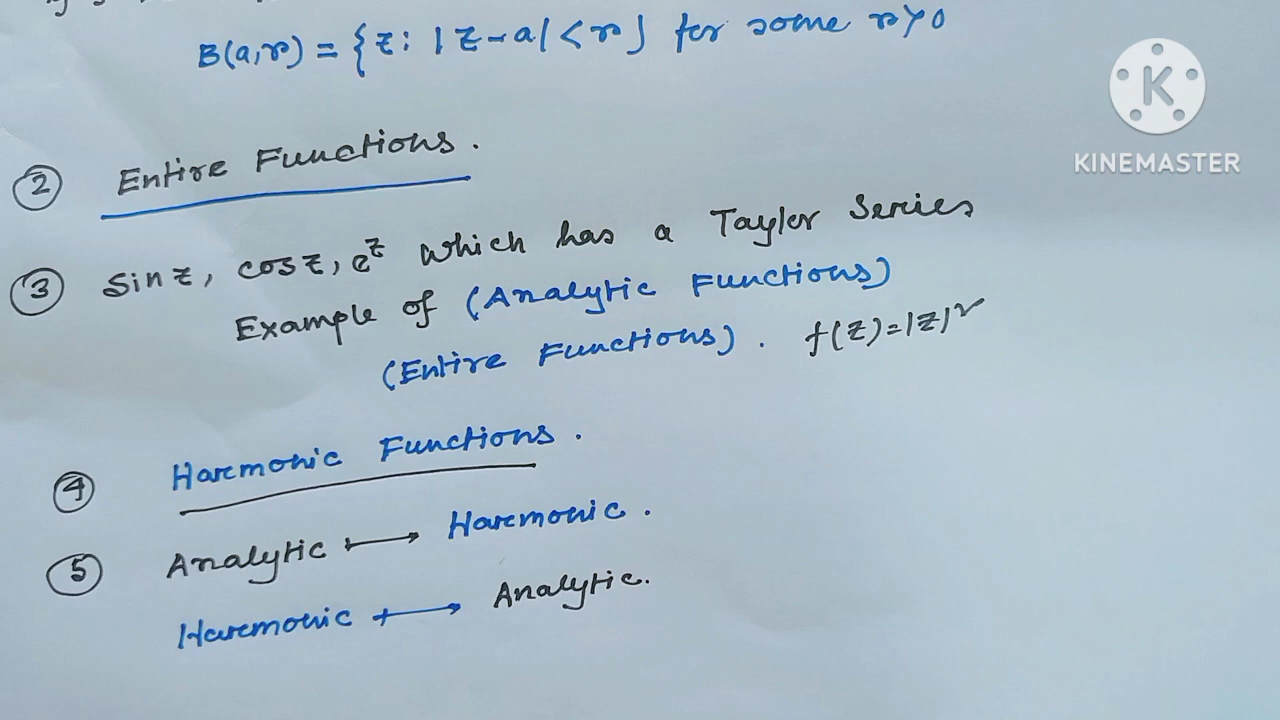 B(a,r) = {z: |z-a| < r} for some r>0
K
KINEMASTER
② Entire Functions.
③ Sin z, cos z, e^z which has a Taylor Series
Example of (Analytic Functions)
(Entire Functions). f(z)=|z|²
④ Harmonic Functions.
⑤ Analytic ↦ Harmonic.
Harmonic ↦ Analytic.